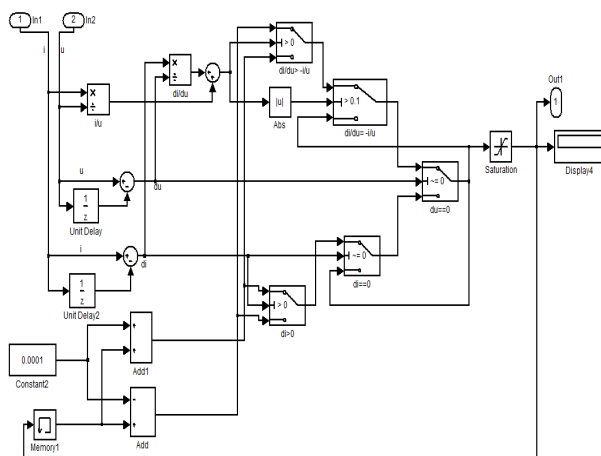 1 In1
2 In2
i
u
×
÷
i/u
×
÷
di/du
> 0
di/du> -i/u
|u|
Abs
> 0.1
di/du= -i/u
Out1
1
Saturation
Display4
u
1
z
Unit Delay
du
~= 0
du==0
i
1
z
Unit Delay2
di
~= 0
di==0
> 0
di>0
0.0001
Constant2
Add1
Add
Memory1